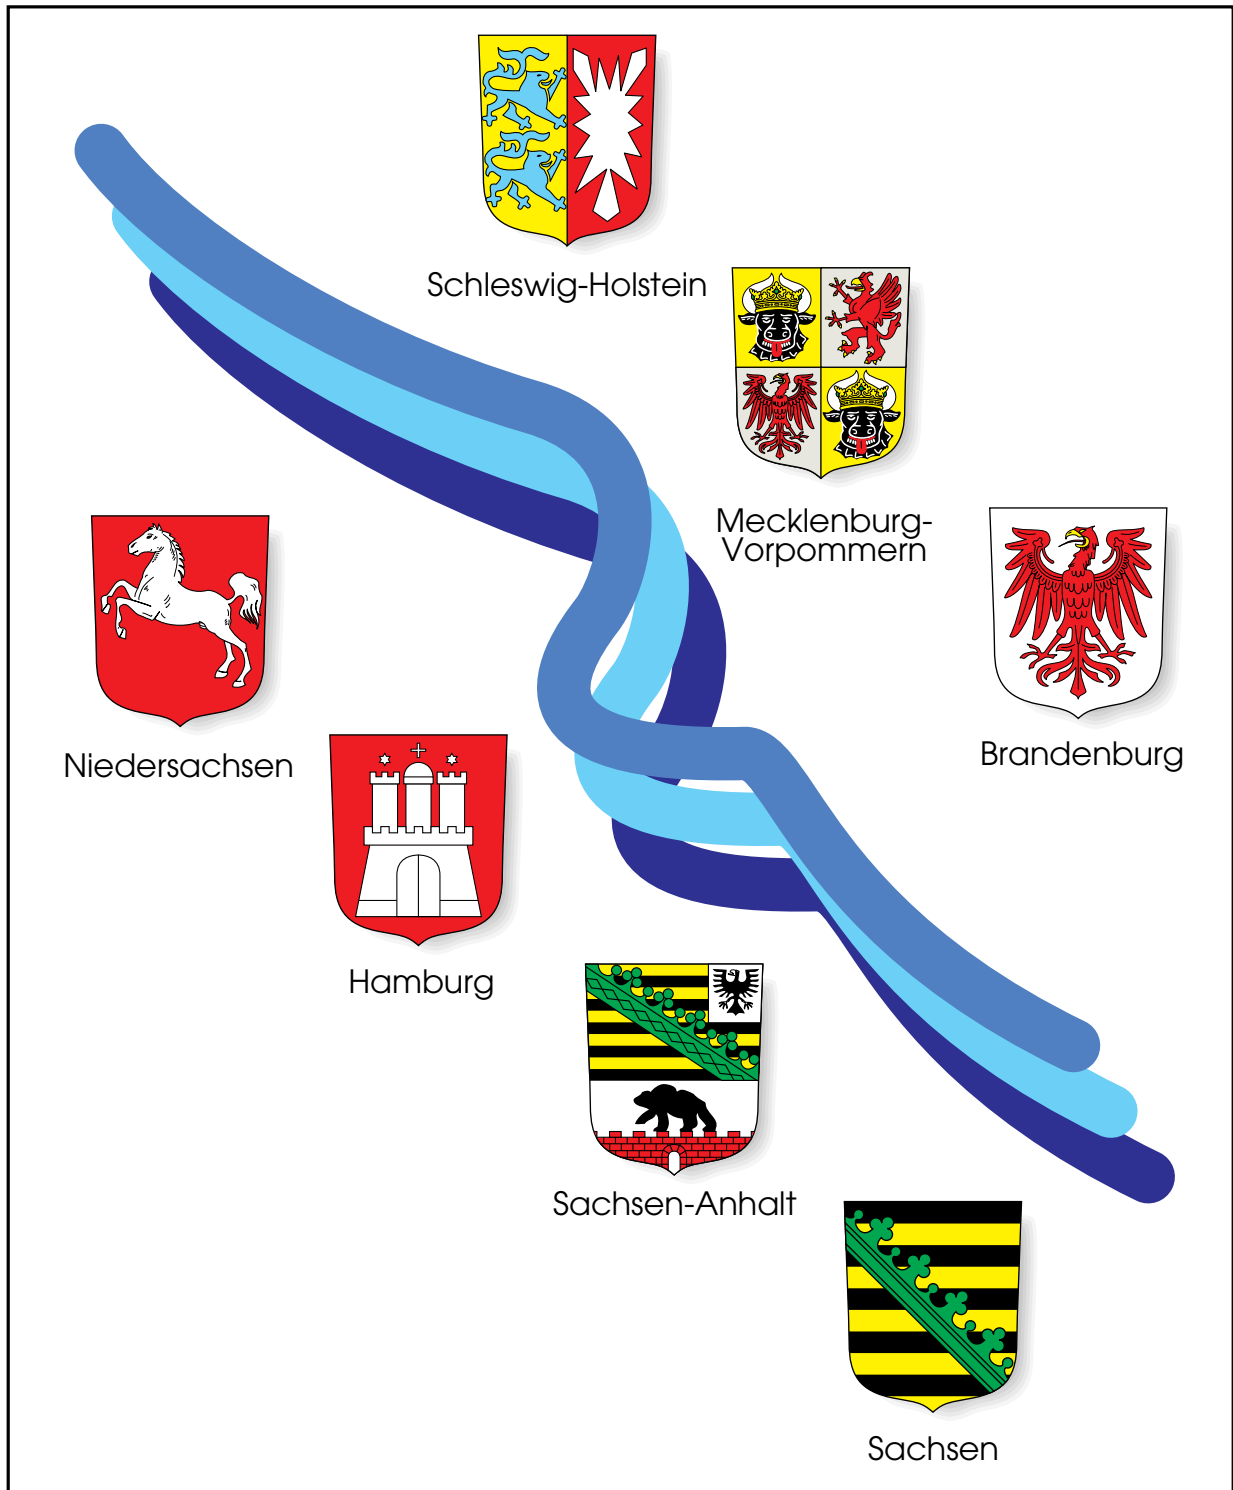 Schleswig-Holstein
Mecklenburg-
Vorpommern
Niedersachsen
Brandenburg
Hamburg
Sachsen-Anhalt
Sachsen